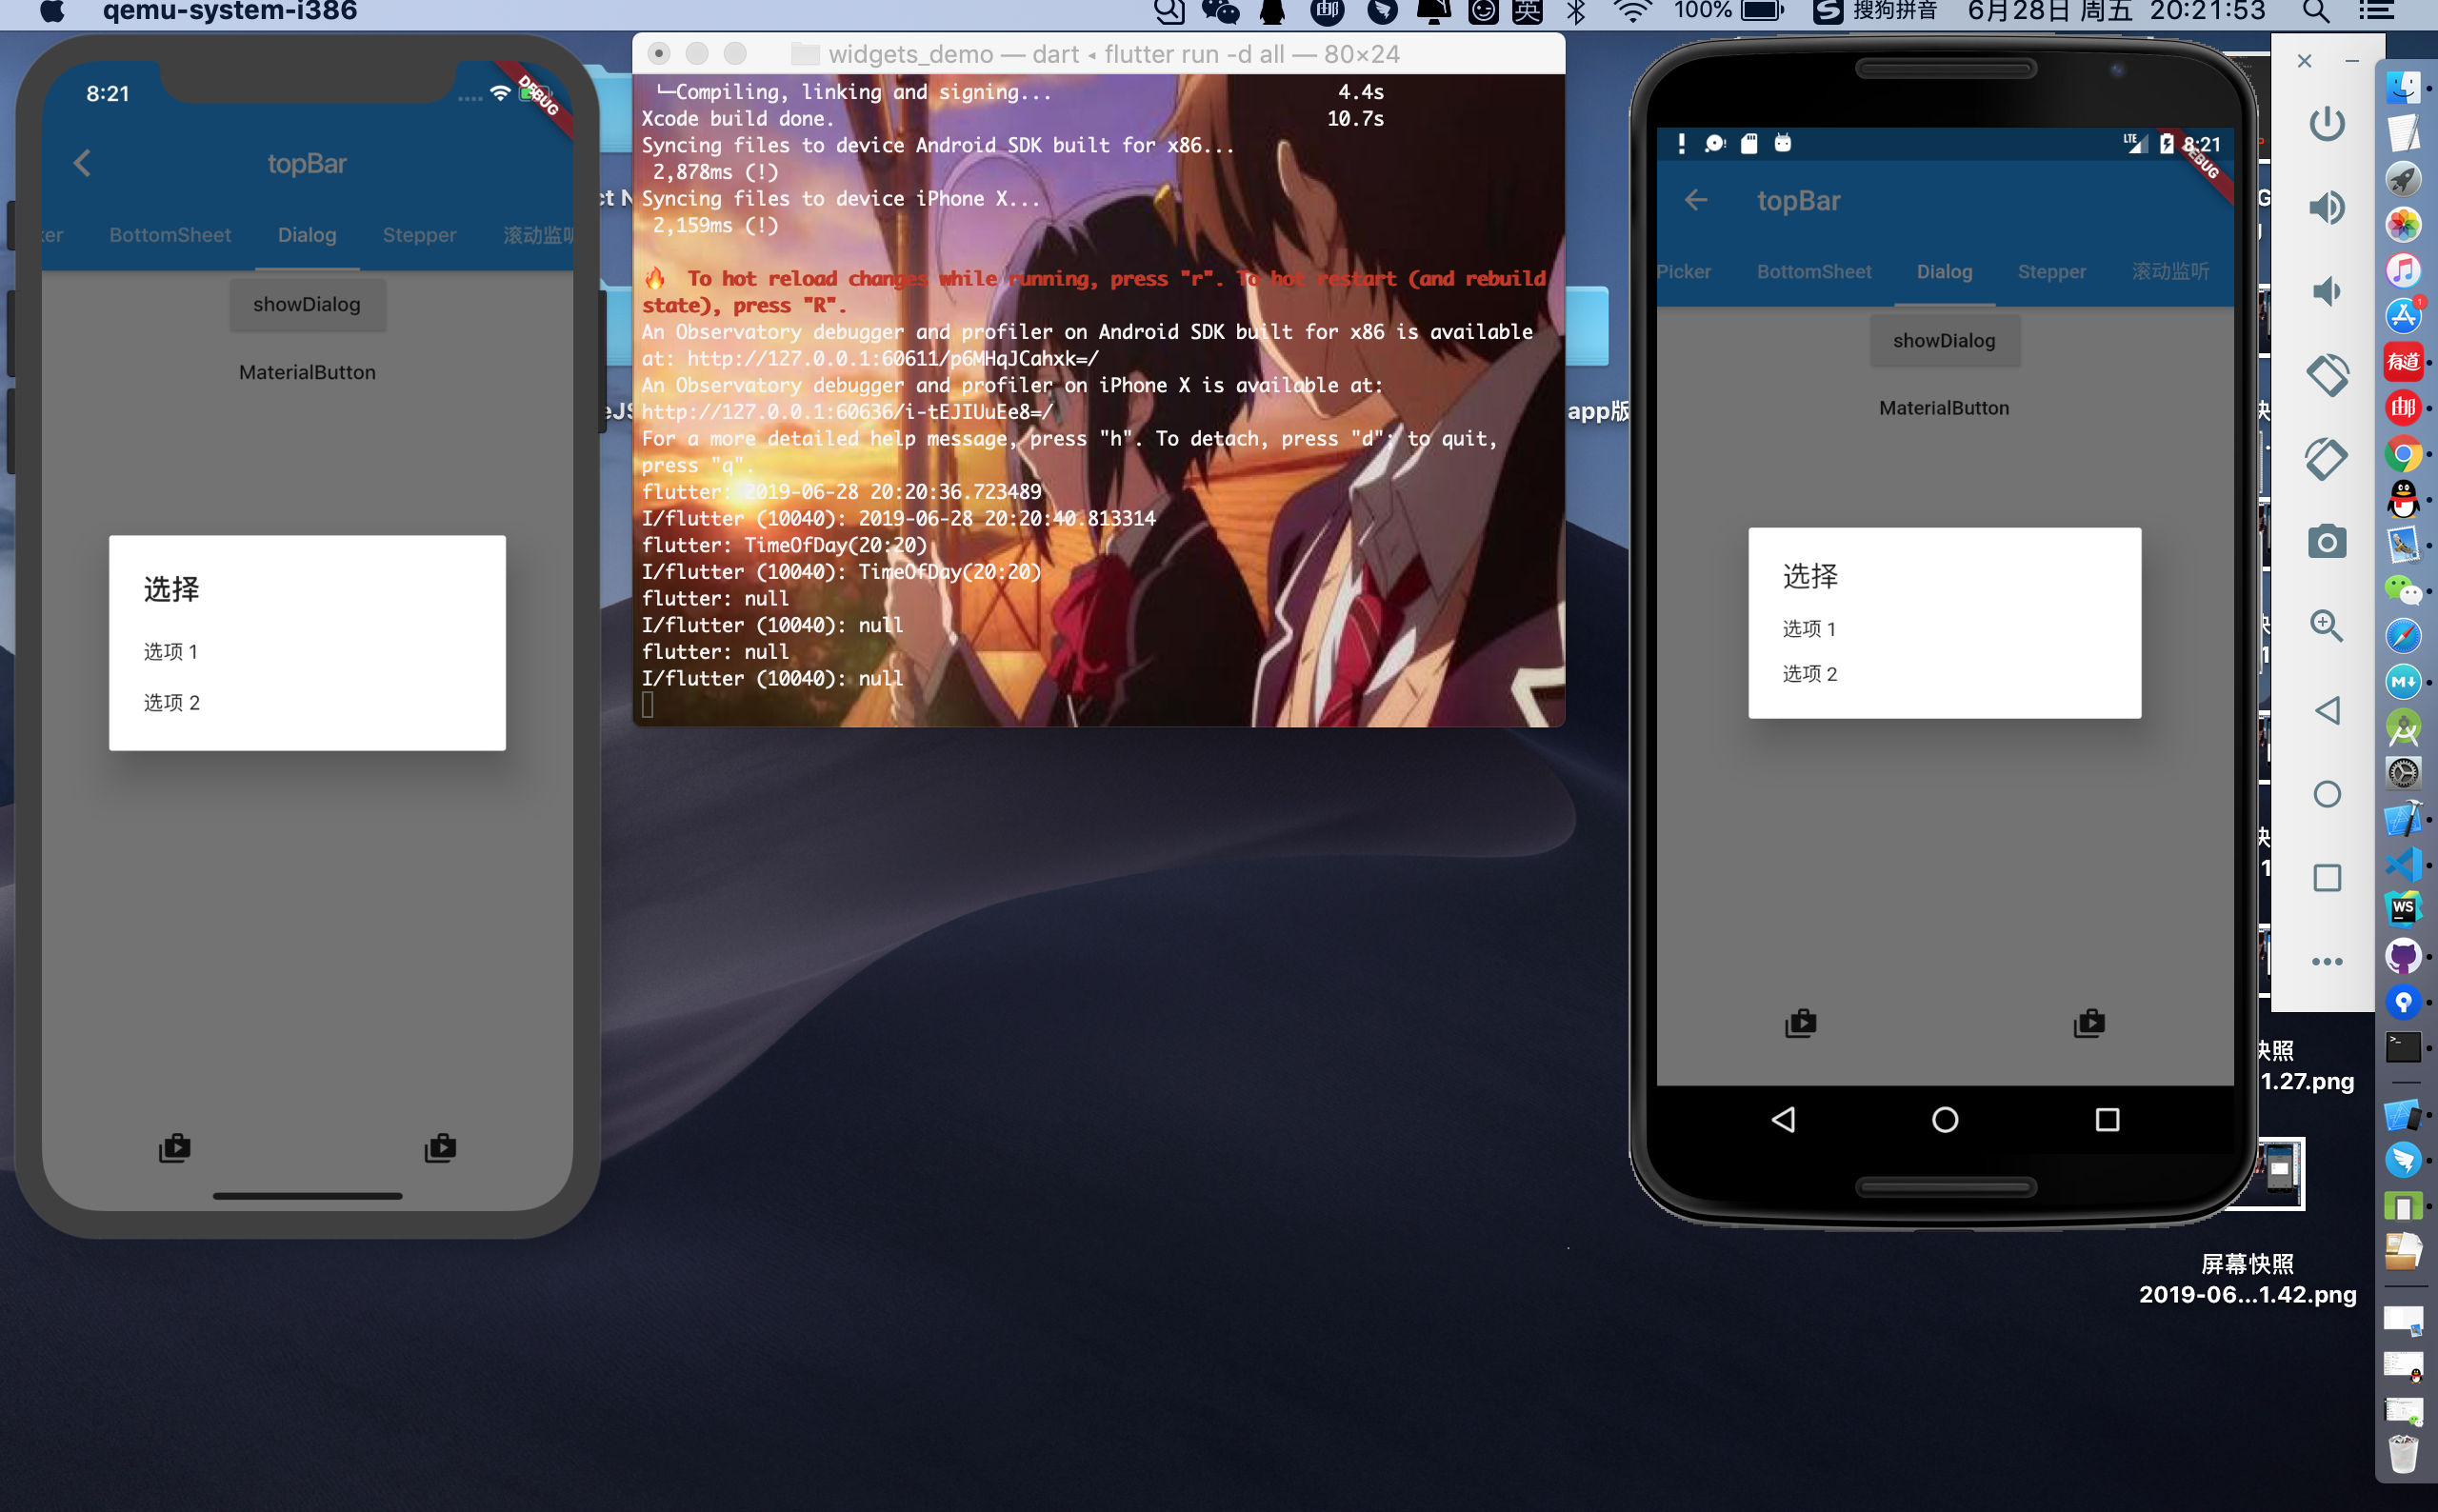 qemu-system-i386
100%
搜狗拼音
6月28日 周五 20:21:53
英
8:21
DEBUG
topBar
BottomSheet
Dialog
Stepper
滚动监听
showDialog
MaterialButton
选择
选项 1
选项 2
widgets_demo — dart ◂ flutter run -d all — 80×24
└─Compiling, linking and signing... 4.4s
Xcode build done. 10.7s
Syncing files to device Android SDK built for x86...
2,878ms (!)
Syncing files to device iPhone X...
2,159ms (!)
🔥 To hot reload changes while running, press "r". To hot restart (and rebuild
state), press "R".
An Observatory debugger and profiler on Android SDK built for x86 is available
at: http://127.0.0.1:60611/p6MHqJCahxk=/
An Observatory debugger and profiler on iPhone X is available at:
http://127.0.0.1:60636/i-tEJIUuEe8=/
For a more detailed help message, press "h". To detach, press "d"; to quit,
press "q".
flutter: 2019-06-28 20:20:36.723489
I/flutter (10040): 2019-06-28 20:20:40.813314
flutter: TimeOfDay(20:20)
I/flutter (10040): TimeOfDay(20:20)
flutter: null
I/flutter (10040): null
flutter: null
I/flutter (10040): null
app版
LTE
8:21
DEBUG
topBar
Picker
BottomSheet
Dialog
Stepper
滚动监听
showDialog
MaterialButton
选择
选项 1
选项 2
1.27.png
屏幕快照
2019-06...1.42.png
有道
邮
WS